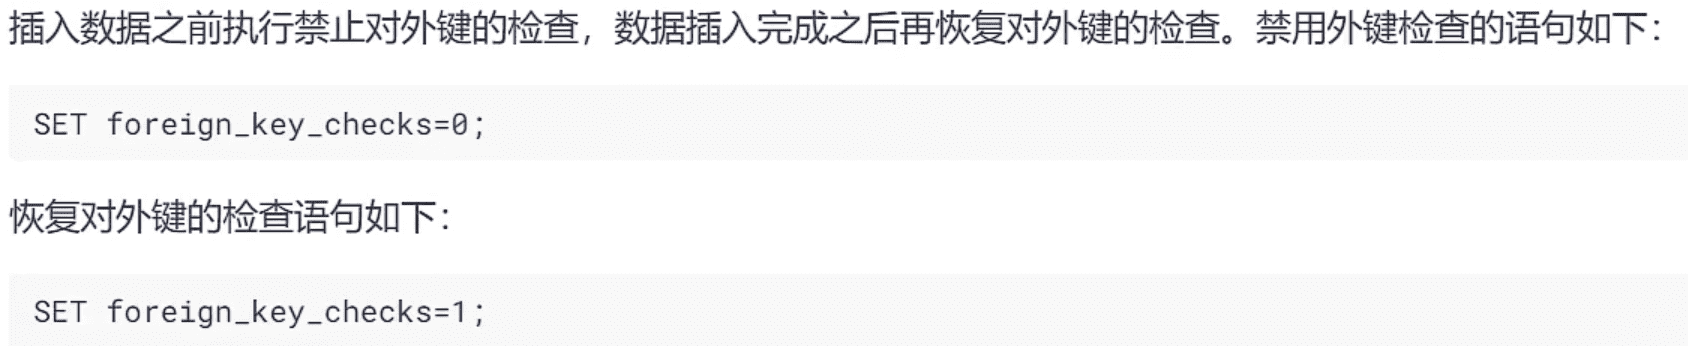 插入数据之前执行禁止对外键的检查，数据插入完成之后再恢复对外键的检查。禁用外键检查的语句如下：
SET foreign_key_checks=0;
恢复对外键的检查语句如下：
SET foreign_key_checks=1;